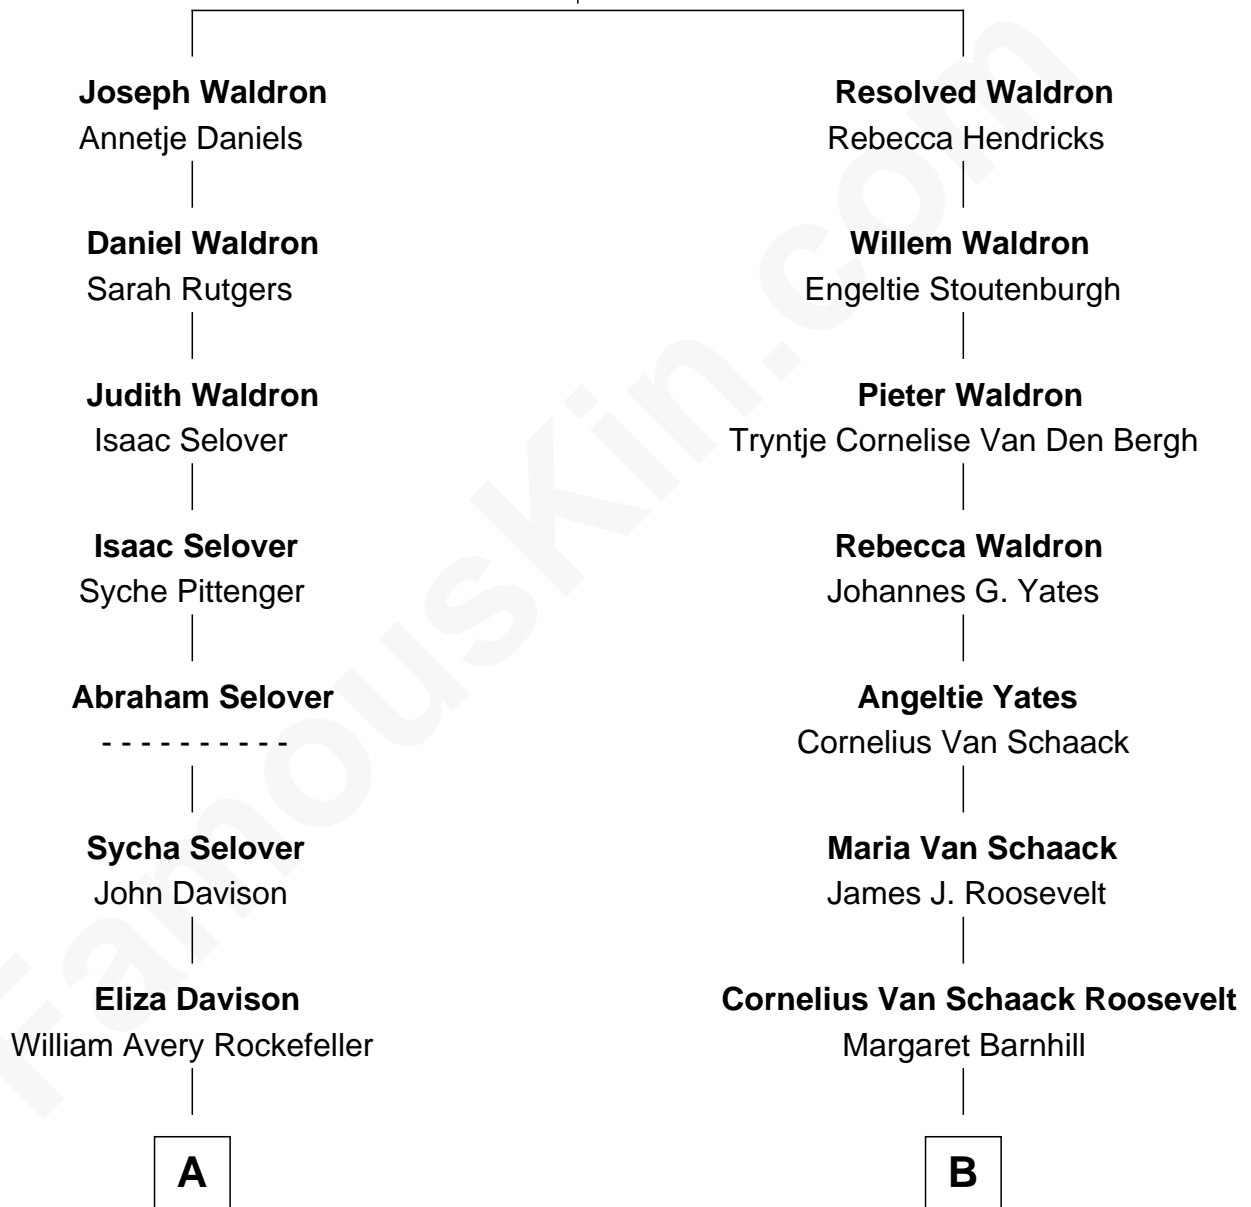 Joseph Waldron
Annetje Daniels
Daniel Waldron
Sarah Rutgers
Judith Waldron
Isaac Selover
Isaac Selover
Syche Pittenger
Abraham Selover
- - - - - - - - - -
Sycha Selover
John Davison
Eliza Davison
William Avery Rockefeller
A
Resolved Waldron
Rebecca Hendricks
Willem Waldron
Engeltie Stoutenburgh
Pieter Waldron
Tryntje Cornelise Van Den Bergh
Rebecca Waldron
Johannes G. Yates
Angeltie Yates
Cornelius Van Schaack
Maria Van Schaack
James J. Roosevelt
Cornelius Van Schaack Roosevelt
Margaret Barnhill
B
FamousKin.com